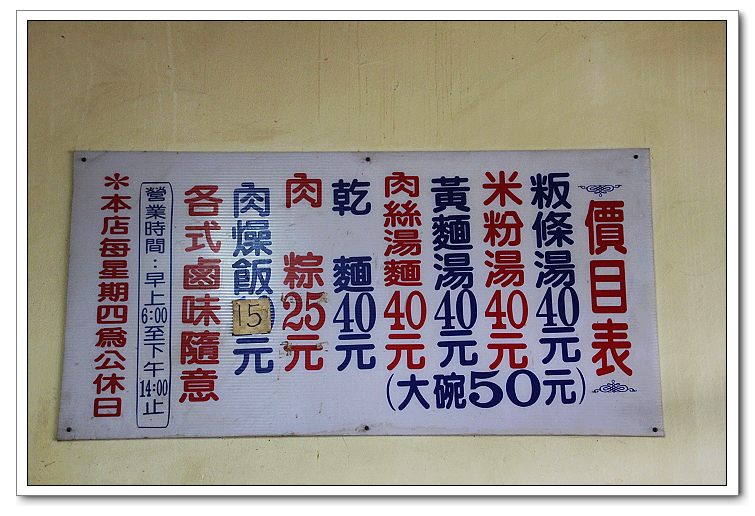 價目表
粄條湯40元
米粉湯40元
黃麵湯40元
(大碗50元)
肉絲湯麵40元
乾麵40元
肉粽25元
肉燥飯15元
各式鹵味隨意
營業時間:早上6:00至下午14:00止
※本店每星期四為公休日